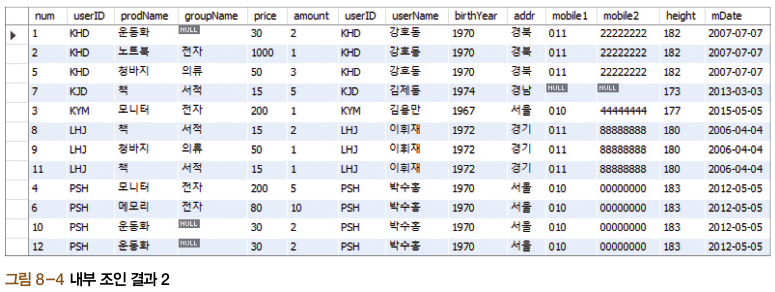 num userID prodName groupName price amount userID userName birthYear addr mobile1 mobile2 height mDate
1 KHD 운동화 NULL 30 2 KHD 강호동 1970 경북 011 22222222 182 2007-07-07
2 KHD 노트북 전자 1000 1 KHD 강호동 1970 경북 011 22222222 182 2007-07-07
5 KHD 청바지 의류 50 3 KHD 강호동 1970 경북 011 22222222 182 2007-07-07
7 KJD 책 서적 15 5 KJD 김제동 1974 경남 NULL NULL 173 2013-03-03
3 KYM 모니터 전자 200 1 KYM 김용만 1967 서울 010 44444444 177 2015-05-05
8 LHJ 책 서적 15 2 LHJ 이휘재 1972 경기 011 88888888 180 2006-04-04
9 LHJ 청바지 의류 50 1 LHJ 이휘재 1972 경기 011 88888888 180 2006-04-04
11 LHJ 책 서적 15 1 LHJ 이휘재 1972 경기 011 88888888 180 2006-04-04
4 PSH 모니터 전자 200 5 PSH 박수홍 1970 서울 010 00000000 183 2012-05-05
6 PSH 메모리 전자 80 10 PSH 박수홍 1970 서울 010 00000000 183 2012-05-05
10 PSH 운동화 NULL 30 2 PSH 박수홍 1970 서울 010 00000000 183 2012-05-05
12 PSH 운동화 NULL 30 2 PSH 박수홍 1970 서울 010 00000000 183 2012-05-05
그림 8-4 내부 조인 결과 2